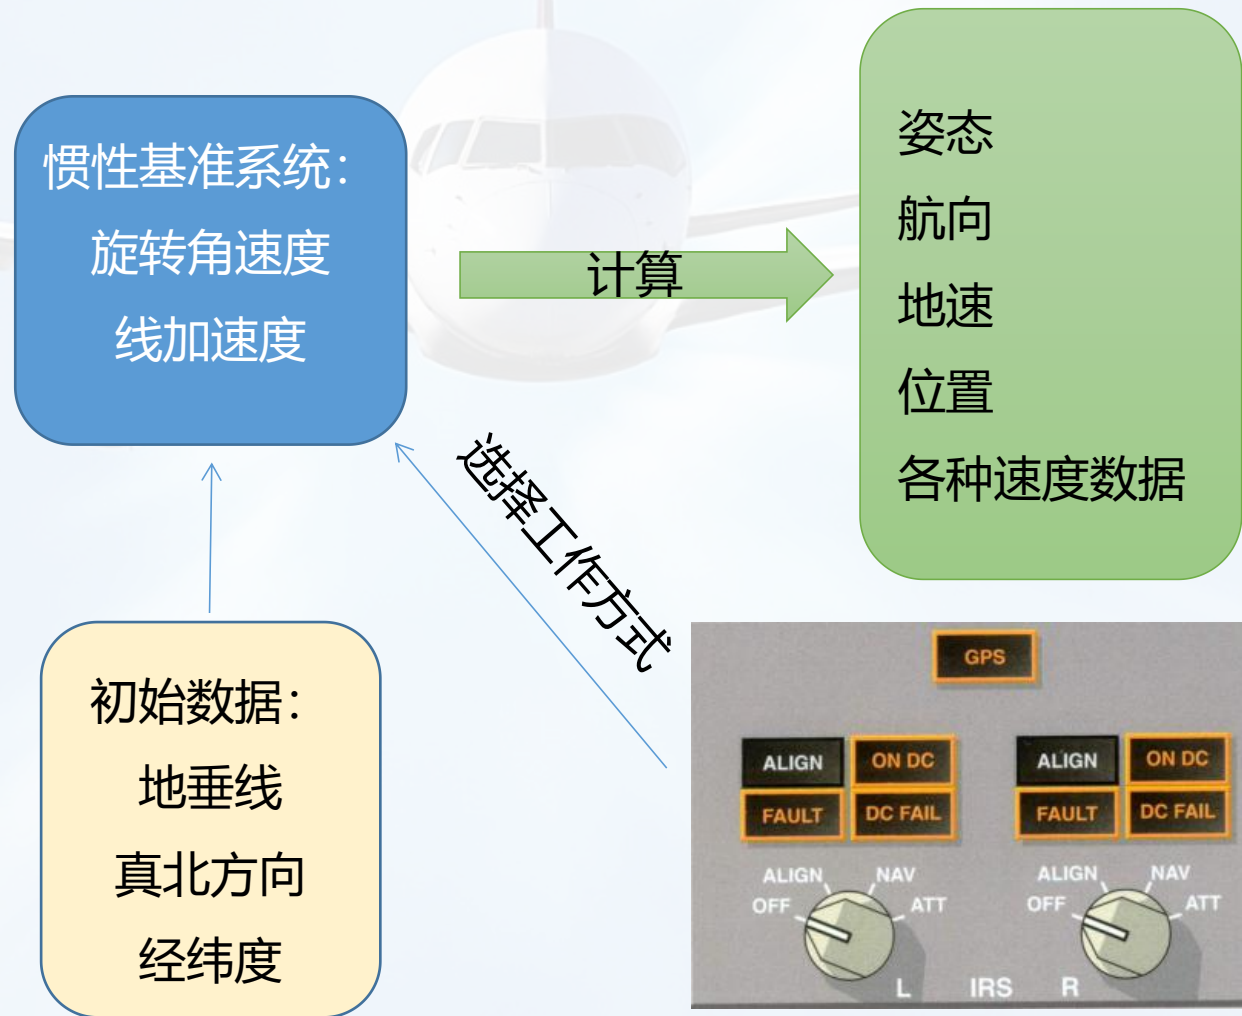 惯性基准系统：
旋转角速度
线加速度
计算
姿态
航向
地速
位置
各种速度数据
选择工作方式
初始数据：
地垂线
真北方向
经纬度
GPS
ALIGN ON DC ALIGN ON DC
FAULT DC FAIL FAULT DC FAIL
ALIGN NAV ALIGN NAV
OFF ATT OFF ATT
L IRS R